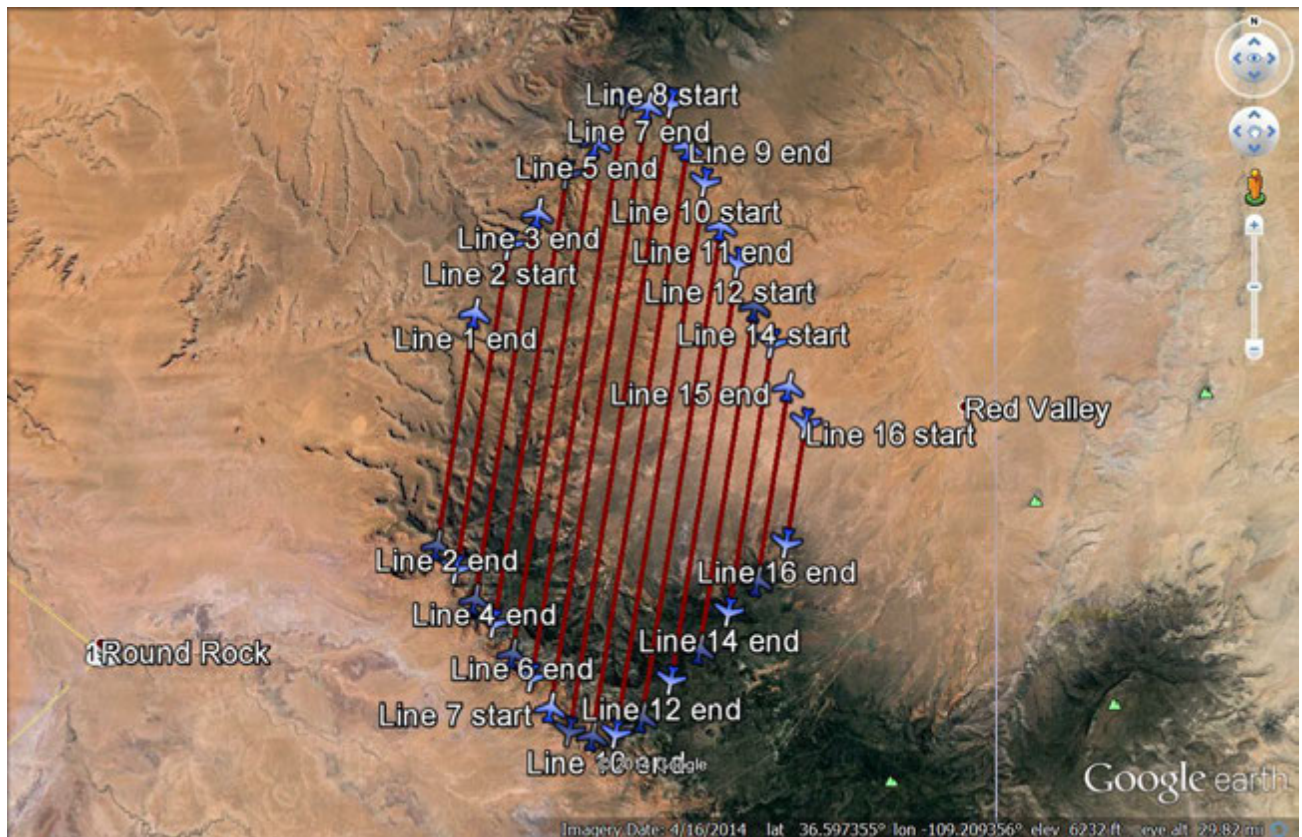 N
Line 8 start
Line 7 end
Line 9 end
Line 5 end
Line 10 start
Line 3 end
Line 11 end
Line 2 start
Line 12 start
Line 1 end
Line 14 start
Line 15 end
Red Valley
Line 16 start
Line 2 end
Line 16 end
Line 4 end
Line 14 end
Round Rock
Line 6 end
Line 7 start
Line 12 end
Line 10 end
Google
Google earth
Imagery Date: 4/16/2014 lat 36.597355° lon -109.209356° elev 6232 ft eye alt 29.82 mi